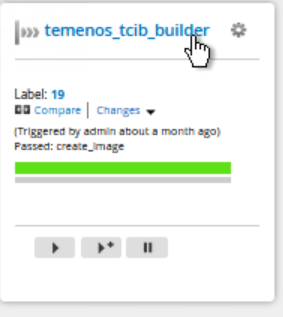 temenos_tcib_builder
Label: 19
Compare | Changes
(Triggered by admin about a month ago)
Passed: create_image